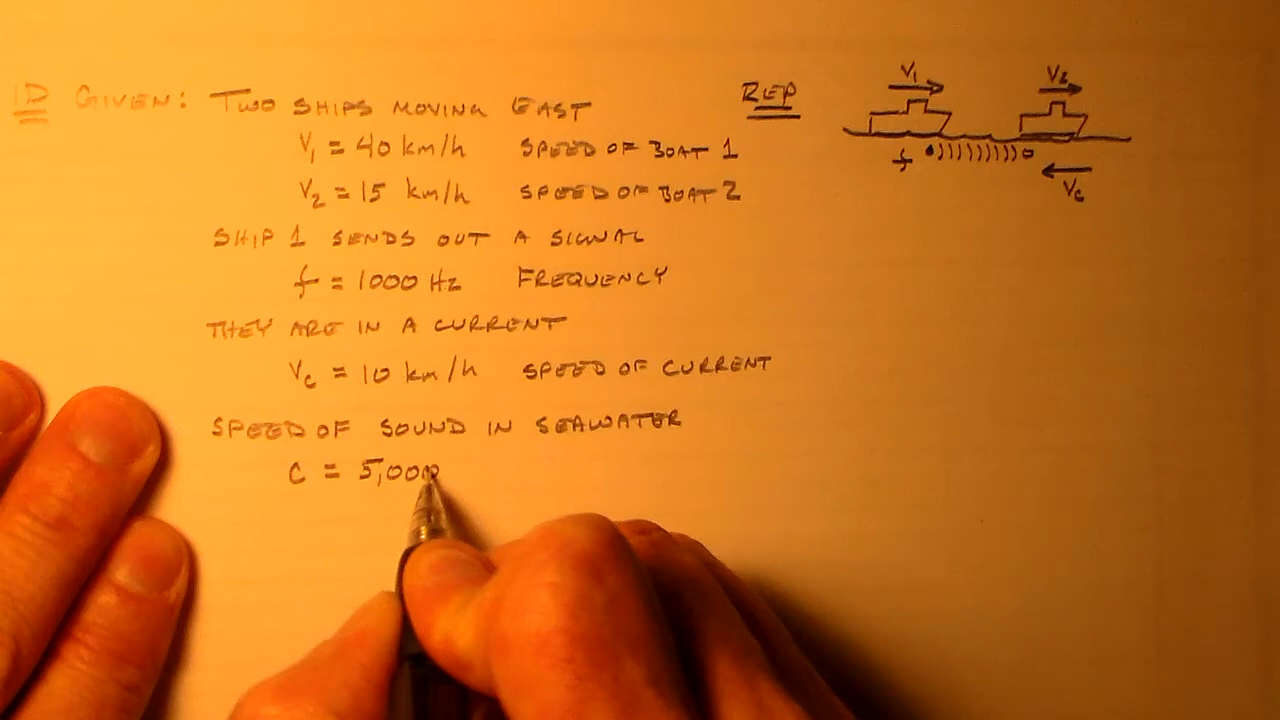 ID GIVEN: TWO SHIPS MOVING EAST
V1 = 40 km/h SPEED OF BOAT 1
V2 = 15 km/h SPEED OF BOAT 2
SHIP 1 SENDS OUT A SIGNAL
f = 1000 Hz FREQUENCY
THEY ARE IN A CURRENT
Vc = 10 km/h SPEED OF CURRENT
SPEED OF SOUND IN SEAWATER
C = 5,000
REP
V1 V2
f
Vc